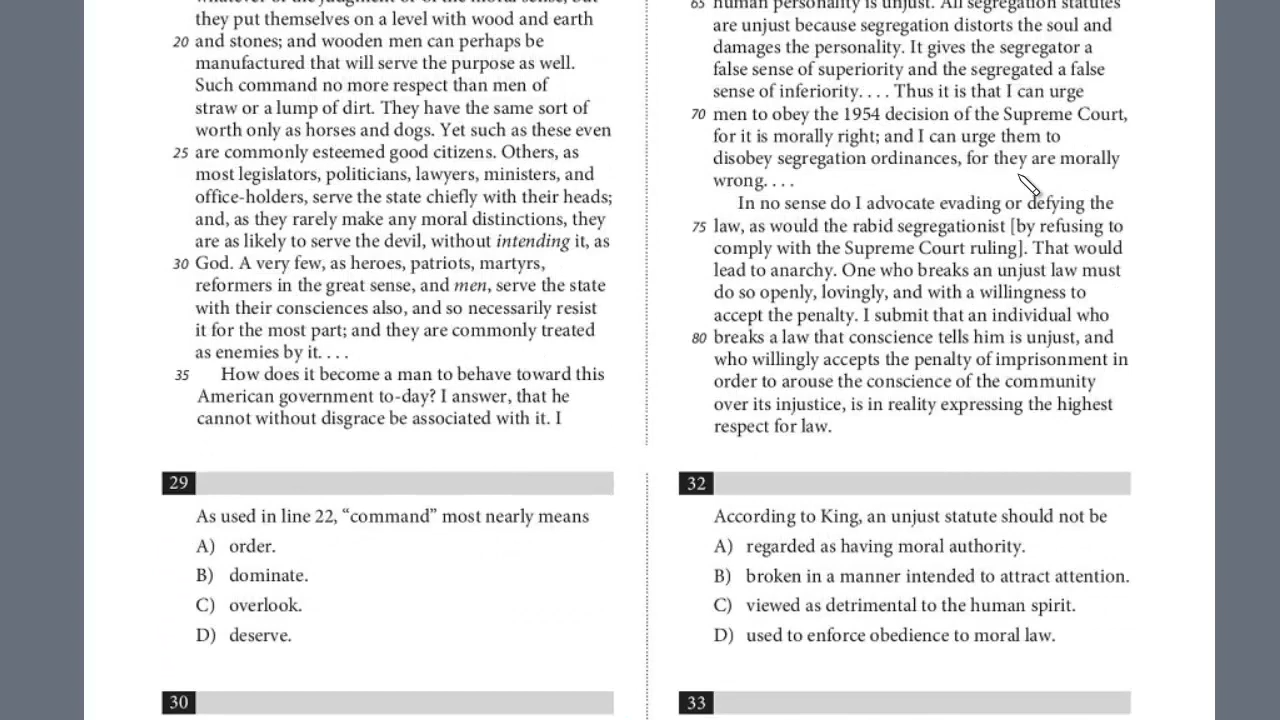 whatever of the judgment or of the moral sense; but
they put themselves on a level with wood and earth
20 and stones; and wooden men can perhaps be
manufactured that will serve the purpose as well.
Such command no more respect than men of
straw or a lump of dirt. They have the same sort of
worth only as horses and dogs. Yet such as these even
25 are commonly esteemed good citizens. Others, as
most legislators, politicians, lawyers, ministers, and
office-holders, serve the state chiefly with their heads;
and, as they rarely make any moral distinctions, they
are as likely to serve the devil, without intending it, as
30 God. A very few, as heroes, patriots, martyrs,
reformers in the great sense, and men, serve the state
with their consciences also, and so necessarily resist
it for the most part; and they are commonly treated
as enemies by it. . . .
35 How does it become a man to behave toward this
American government to-day? I answer, that he
cannot without disgrace be associated with it. I
65 human personality is unjust. All segregation statutes
are unjust because segregation distorts the soul and
damages the personality. It gives the segregator a
false sense of superiority and the segregated a false
sense of inferiority. . . . Thus it is that I can urge
70 men to obey the 1954 decision of the Supreme Court,
for it is morally right; and I can urge them to
disobey segregation ordinances, for they are morally
wrong. . . .
In no sense do I advocate evading or defying the
75 law, as would the rabid segregationist [by refusing to
comply with the Supreme Court ruling]. That would
lead to anarchy. One who breaks an unjust law must
do so openly, lovingly, and with a willingness to
accept the penalty. I submit that an individual who
80 breaks a law that conscience tells him is unjust, and
who willingly accepts the penalty of imprisonment in
order to arouse the conscience of the community
over its injustice, is in reality expressing the highest
respect for law.
29
As used in line 22, “command” most nearly means
A) order.
B) dominate.
C) overlook.
D) deserve.
30
32
According to King, an unjust statute should not be
A) regarded as having moral authority.
B) broken in a manner intended to attract attention.
C) viewed as detrimental to the human spirit.
D) used to enforce obedience to moral law.
33